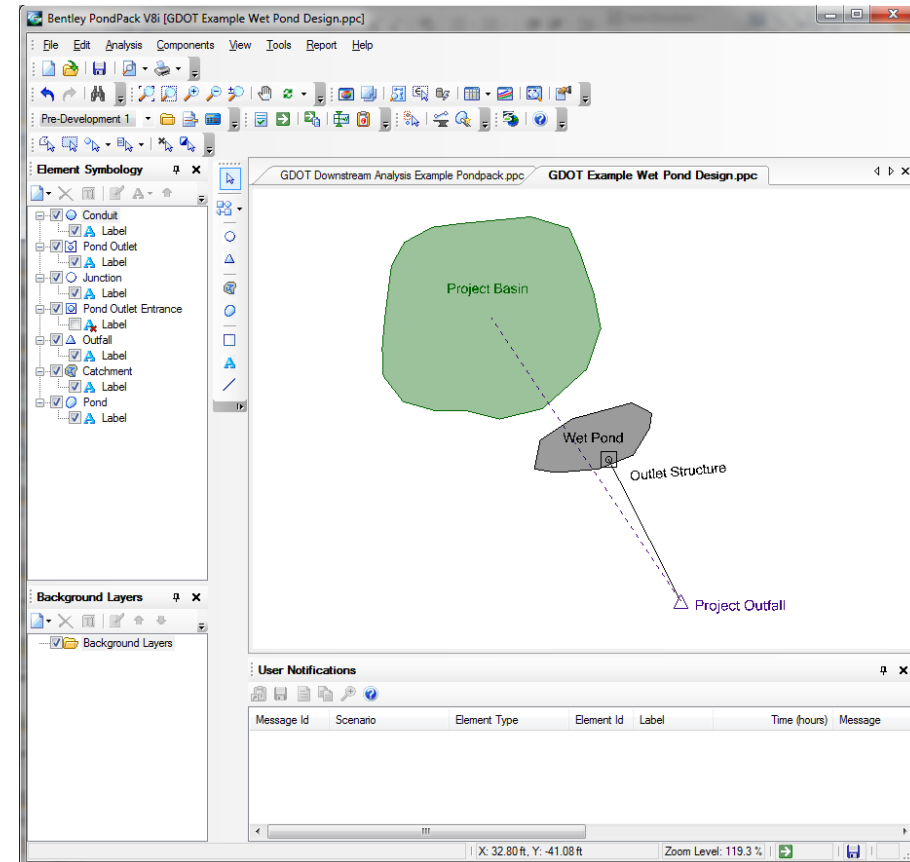 Bentley PondPack V8i [GDOT Example Wet Pond Design.ppc]
File Edit Analysis Components View Tools Report Help
Pre-Development 1
Element Symbology
GDOT Downstream Analysis Example Pondpack.ppc GDOT Example Wet Pond Design.ppc
Conduit
Label
Pond Outlet
Label
Junction
Label
Pond Outlet Entrance
Label
Outfall
Label
Catchment
Label
Pond
Label
Project Basin
Wet Pond
Outlet Structure
Project Outfall
Background Layers
Background Layers
User Notifications
Message Id Scenario Element Type Element Id Label Time (hours) Message
X: 32.80 ft, Y: -41.08 ft Zoom Level: 119.3 %